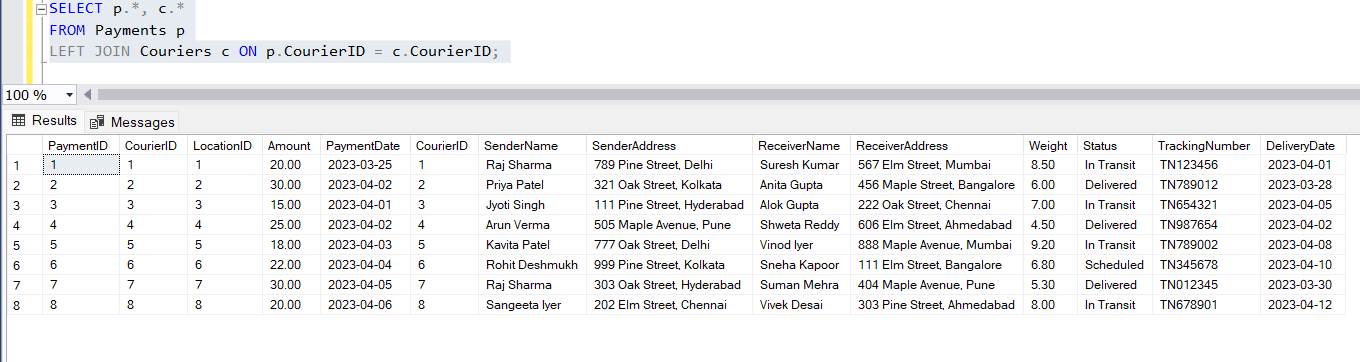 SELECT p.*, c.*
FROM Payments p
LEFT JOIN Couriers c ON p.CourierID = c.CourierID;
100 %
Results Messages
PaymentID CourierID LocationID Amount PaymentDate CourierID SenderName SenderAddress ReceiverName ReceiverAddress Weight Status TrackingNumber DeliveryDate
1 1 1 1 20.00 2023-03-25 1 Raj Sharma 789 Pine Street, Delhi Suresh Kumar 567 Elm Street, Mumbai 8.50 In Transit TN123456 2023-04-01
2 2 2 2 30.00 2023-04-02 2 Priya Patel 321 Oak Street, Kolkata Anita Gupta 456 Maple Street, Bangalore 6.00 Delivered TN789012 2023-03-28
3 3 3 3 15.00 2023-04-01 3 Jyoti Singh 111 Pine Street, Hyderabad Alok Gupta 222 Oak Street, Chennai 7.00 In Transit TN654321 2023-04-05
4 4 4 4 25.00 2023-04-02 4 Arun Verma 505 Maple Avenue, Pune Shweta Reddy 606 Elm Street, Ahmedabad 4.50 Delivered TN987654 2023-04-02
5 5 5 5 18.00 2023-04-03 5 Kavita Patel 777 Oak Street, Delhi Vinod Iyer 888 Maple Avenue, Mumbai 9.20 In Transit TN789002 2023-04-08
6 6 6 6 22.00 2023-04-04 6 Rohit Deshmukh 999 Pine Street, Kolkata Sneha Kapoor 111 Elm Street, Bangalore 6.80 Scheduled TN345678 2023-04-10
7 7 7 7 30.00 2023-04-05 7 Raj Sharma 303 Oak Street, Hyderabad Suman Mehra 404 Maple Avenue, Pune 5.30 Delivered TN012345 2023-03-30
8 8 8 8 20.00 2023-04-06 8 Sangeeta Iyer 202 Elm Street, Chennai Vivek Desai 303 Pine Street, Ahmedabad 8.00 In Transit TN678901 2023-04-12